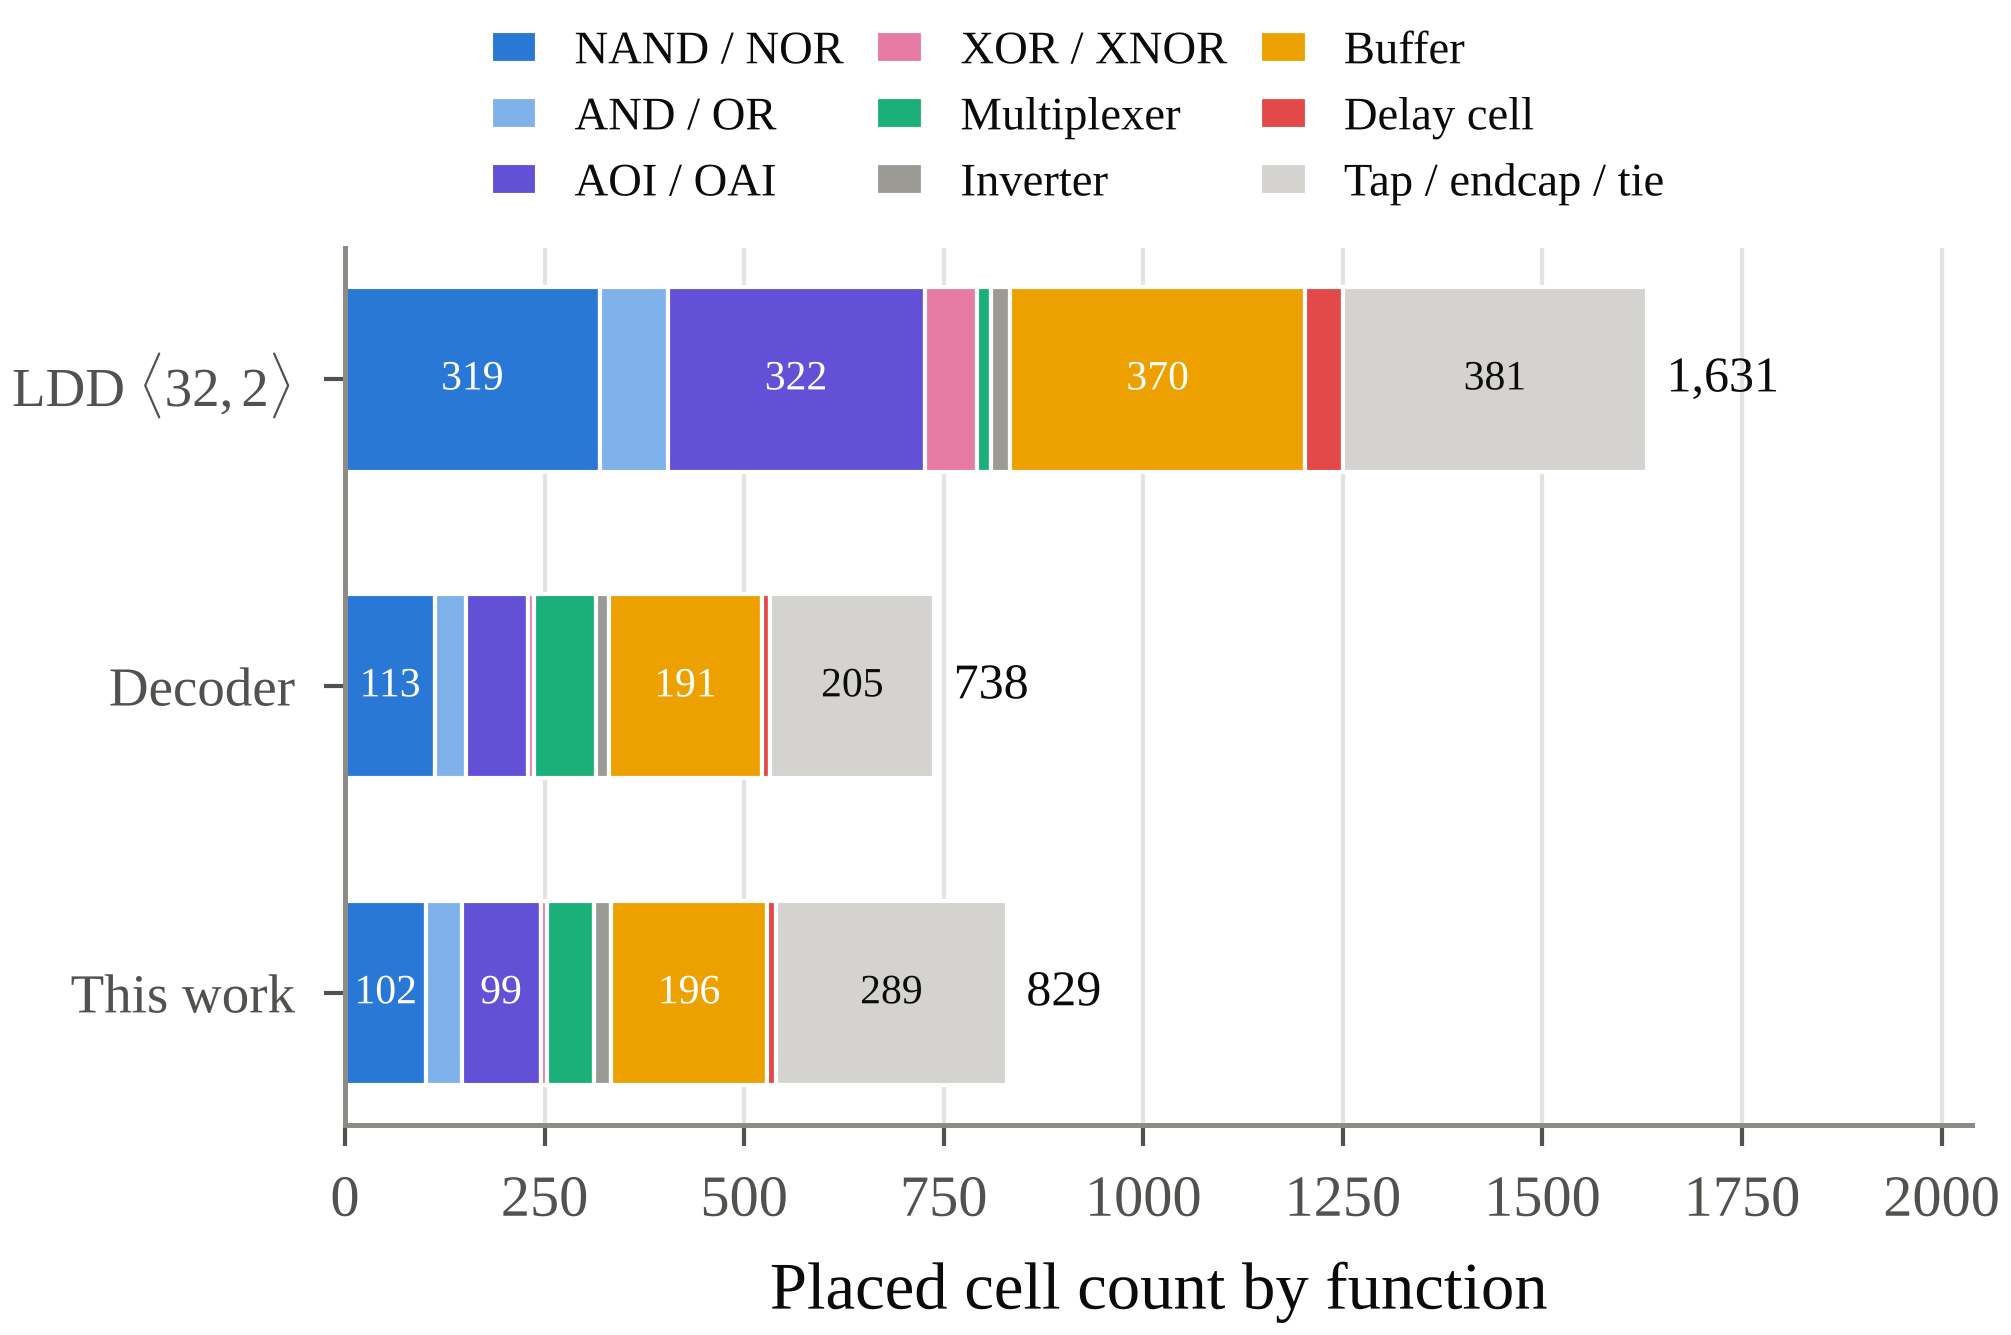 NAND / NOR XOR / XNOR Buffer
AND / OR Multiplexer Delay cell
AOI / OAI Inverter Tap / endcap / tie
LDD ⟨32, 2⟩ 319 322 370 381 1,631
Decoder 113 191 205 738
This work 102 99 196 289 829
0 250 500 750 1000 1250 1500 1750 2000
Placed cell count by function